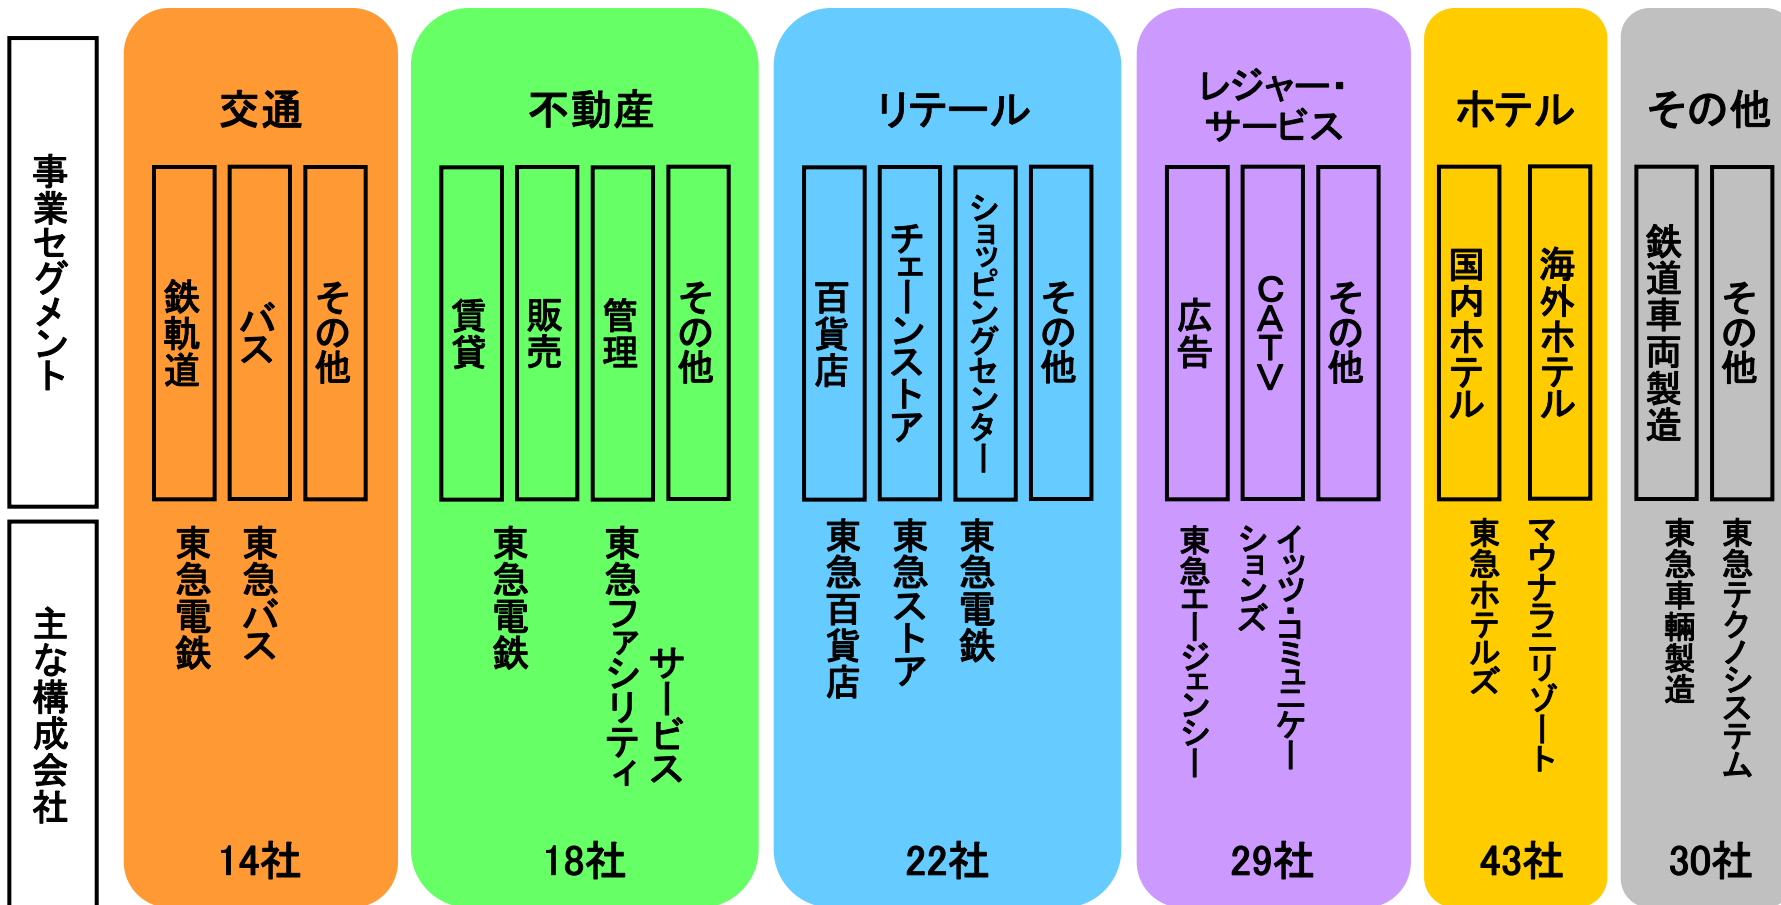 事業セグメント
主な構成会社
交通
鉄軌道
バス
その他
東急電鉄
東急バス
14社
不動産
賃貸
販売
管理
その他
東急電鉄
東急ファシリティ
サービス
18社
リテール
百貨店
チェーンストア
ショッピングセンター
その他
東急百貨店
東急ストア
東急電鉄
22社
レジャー・
サービス
広告
CATV
その他
東急エージェンシー
イッツ・コミュニケー
ションズ
29社
ホテル
国内ホテル
海外ホテル
東急ホテルズ
マウナラニリゾート
43社
その他
鉄道車両製造
その他
東急車輛製造
東急テクノシステム
30社